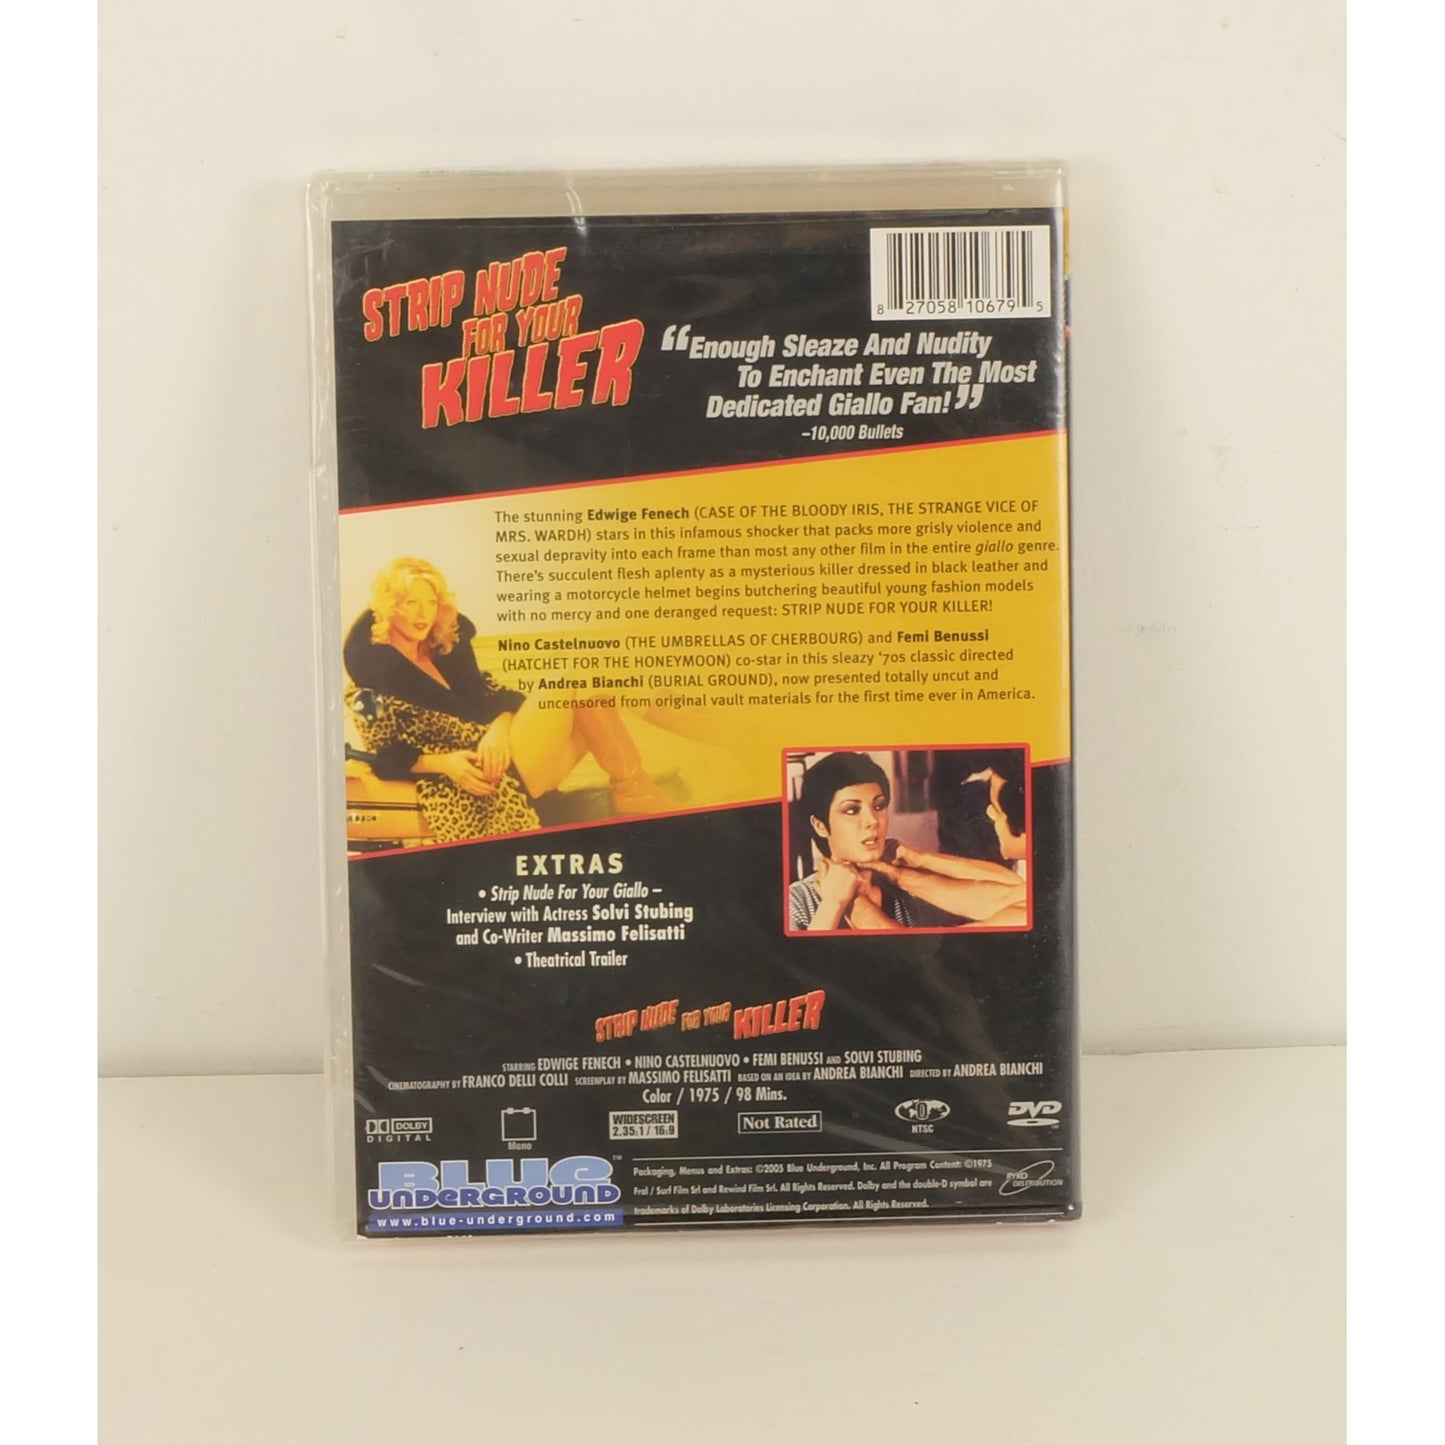 STRIP NUDE
FOR YOUR
KILLER
8 27058 10679 5
“Enough Sleaze And Nudity
To Enchant Even The Most
Dedicated Giallo Fan!”
–10,000 Bullets
The stunning Edwige Fenech (CASE OF THE BLOODY IRIS, THE STRANGE VICE OF
MRS. WARDH) stars in this infamous shocker that packs more grisly violence and
sexual depravity into each frame than most any other film in the entire giallo genre.
There's succulent flesh aplenty as a mysterious killer dressed in black leather and
wearing a motorcycle helmet begins butchering beautiful young fashion models
with no mercy and one deranged request: STRIP NUDE FOR YOUR KILLER!
Nino Castelnuovo (THE UMBRELLAS OF CHERBOURG) and Femi Benussi
(HATCHET FOR THE HONEYMOON) co-star in this sleazy ‘70s classic directed
by Andrea Bianchi (BURIAL GROUND), now presented totally uncut and
uncensored from original vault materials for the first time ever in America.
EXTRAS
• Strip Nude For Your Giallo –
Interview with Actress Solvi Stubing
and Co-Writer Massimo Felisatti
• Theatrical Trailer
STRIP NUDE FOR YOUR KILLER
STARRING EDWIGE FENECH • NINO CASTELNUOVO • FEMI BENUSSI AND SOLVI STUBING
CINEMATOGRAPHY BY FRANCO DELLI COLLI SCREENPLAY BY MASSIMO FELISATTI BASED ON AN IDEA BY ANDREA BIANCHI DIRECTED BY ANDREA BIANCHI
Color / 1975 / 98 Mins.
DOLBY
DIGITAL
Mono
WIDESCREEN
2.35:1 / 16:9
Not Rated
NTSC
DVD
BLUE
UNDERGROUND™
www.blue-underground.com
Packaging, Menus and Extras: ©2005 Blue Underground, Inc. All Program Content: ©1975
Fral / Surf Film Srl and Rewind Film Srl. All Rights Reserved. Dolby and the double-D symbol are
trademarks of Dolby Laboratories Licensing Corporation. All Rights Reserved.
RYKO
DISTRIBUTION